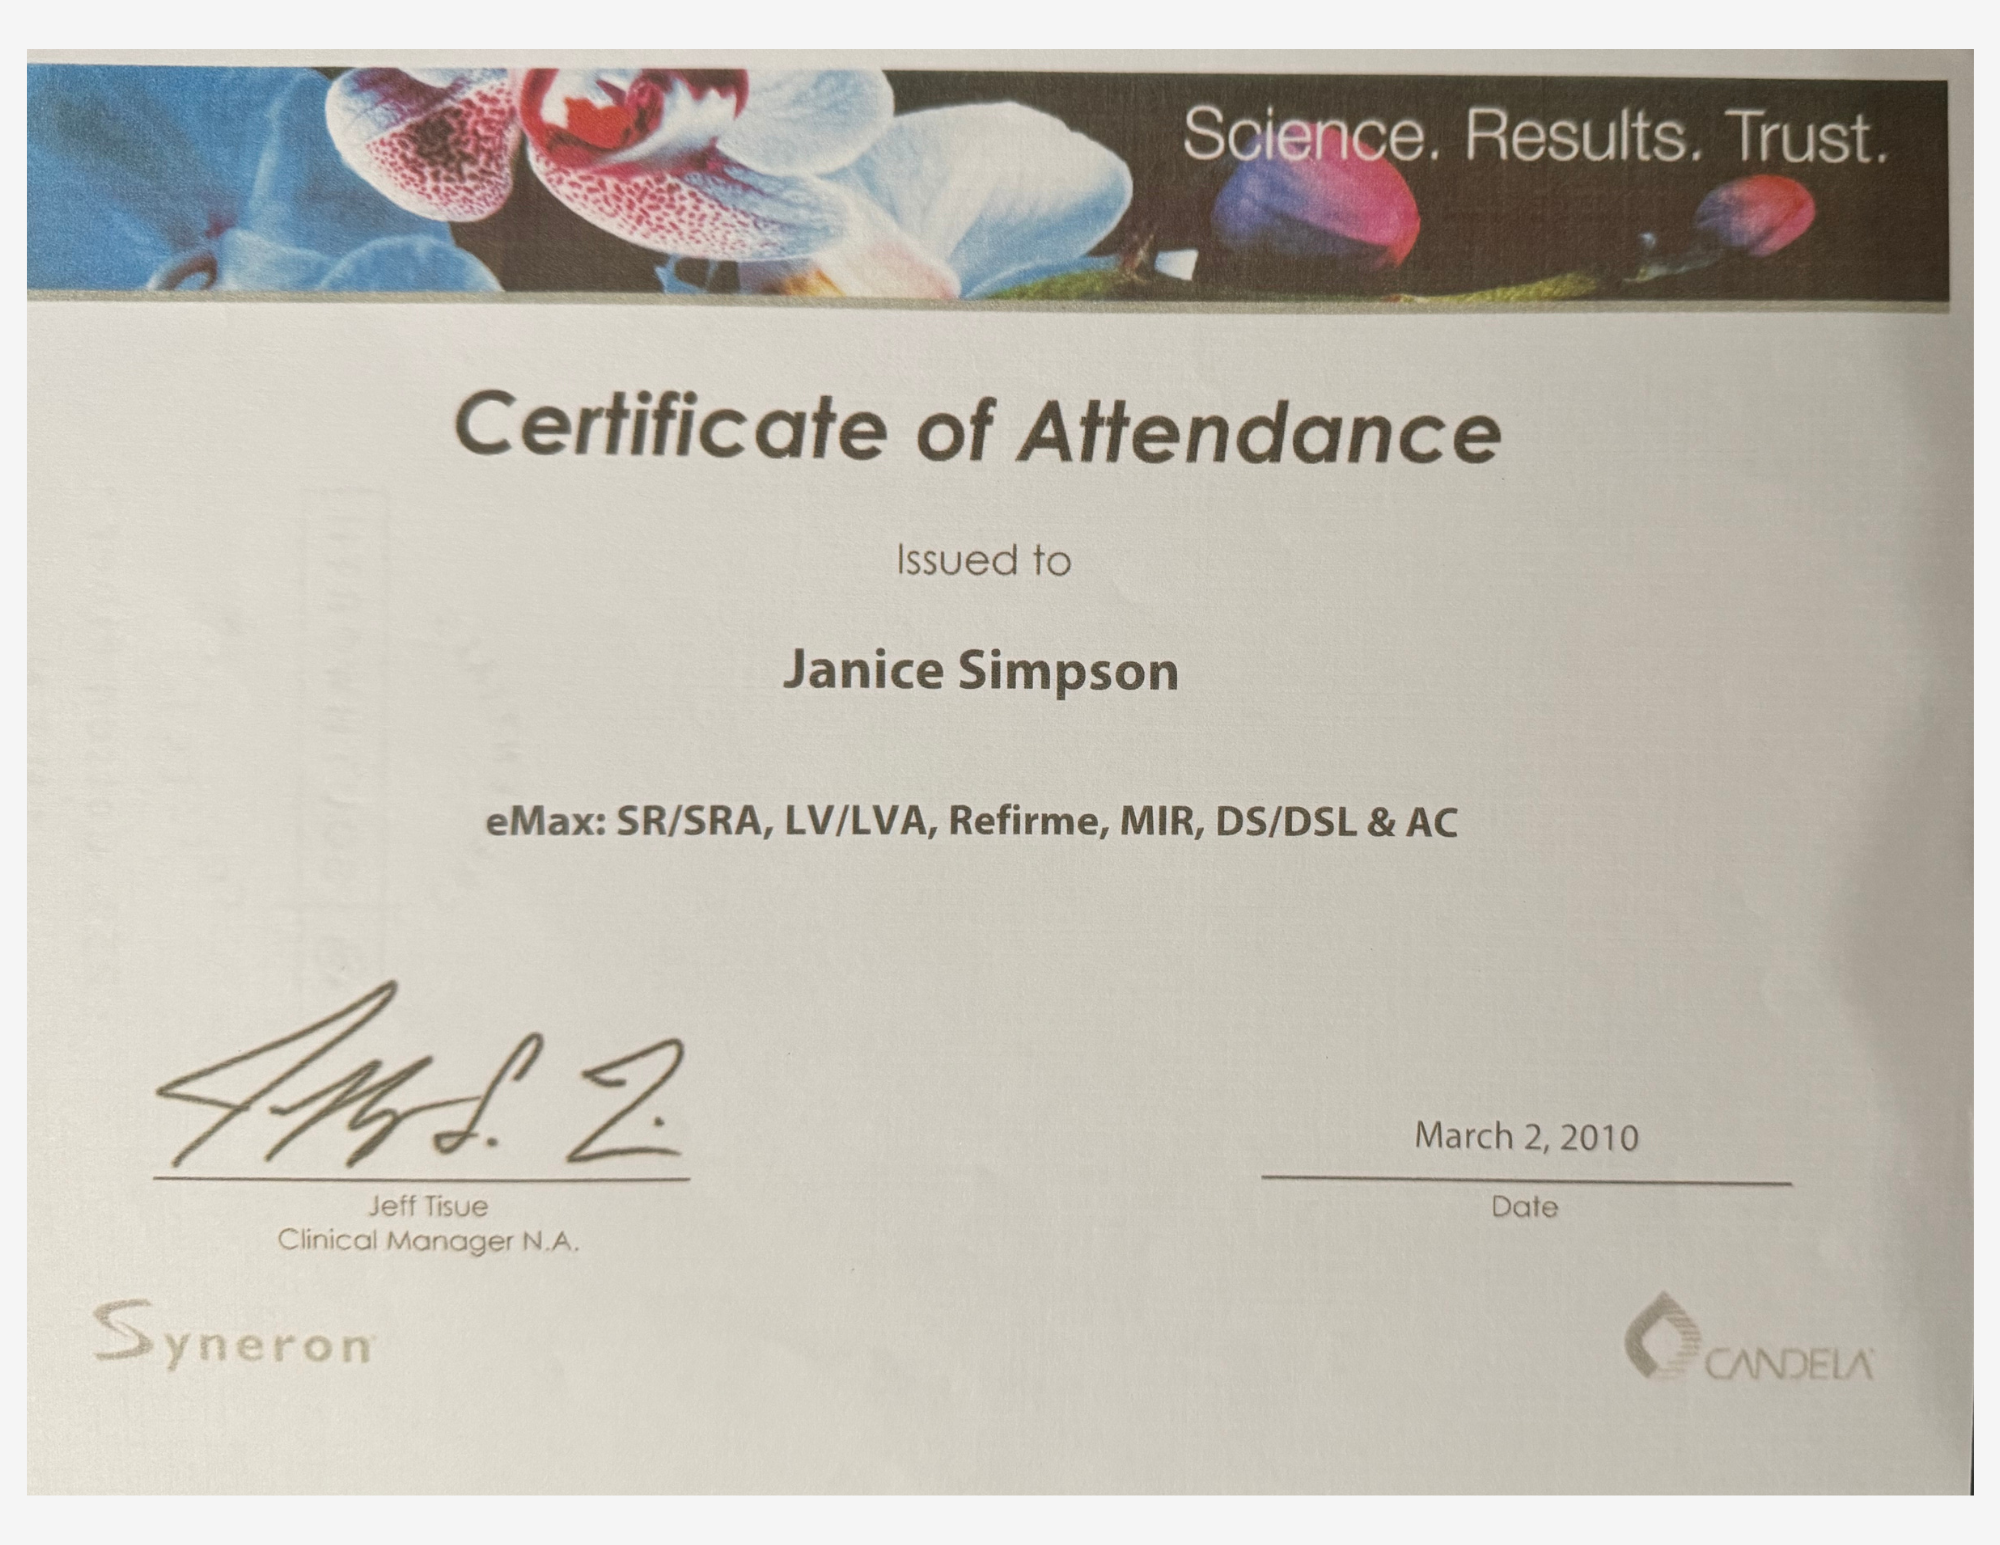 Science. Results. Trust.
Certificate of Attendance
Issued to
Janice Simpson
eMax: SR/SRA, LV/LVA, Refirme, MIR, DS/DSL & AC
March 2, 2010
Jeff Tisue
Clinical Manager N.A.
Date
Syneron
CANDELA